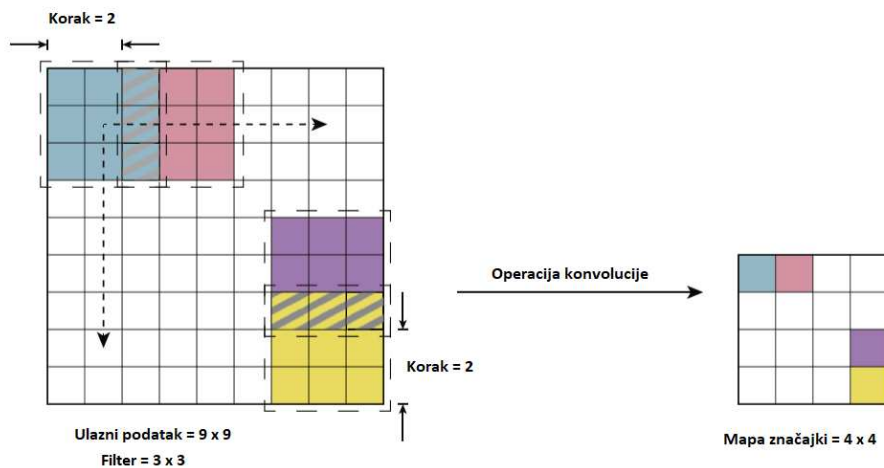 Korak = 2
Operacija konvolucije
Korak = 2
Ulazni podatak = 9 x 9
Filter = 3 x 3
Mapa značajki = 4 x 4